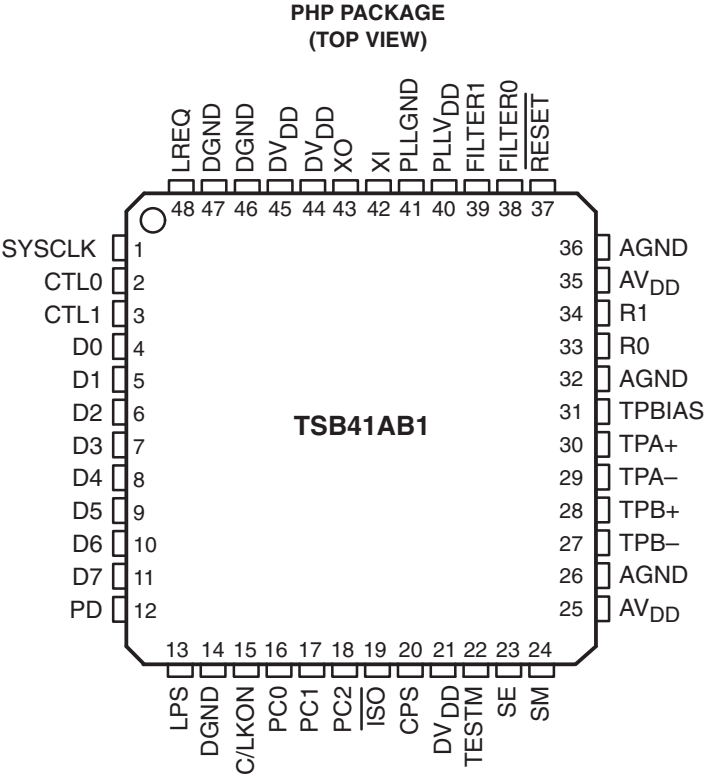 PHP PACKAGE
(TOP VIEW)
LREQ
DGND
DGND
DVDD
DVDD
XO
XI
PLLGND
PLLVDD
FILTER1
FILTER0
RESET
48 47 46 45 44 43 42 41 40 39 38 37
SYSCLK 1
CTL0 2
CTL1 3
D0 4
D1 5
D2 6
D3 7
D4 8
D5 9
D6 10
D7 11
PD 12
TSB41AB1
36 AGND
35 AVDD
34 R1
33 R0
32 AGND
31 TPBIAS
30 TPA+
29 TPA–
28 TPB+
27 TPB–
26 AGND
25 AVDD
13 14 15 16 17 18 19 20 21 22 23 24
LPS
DGND
C/LKON
PC0
PC1
PC2
ISO
CPS
DVDD
TESTM
SE
SM